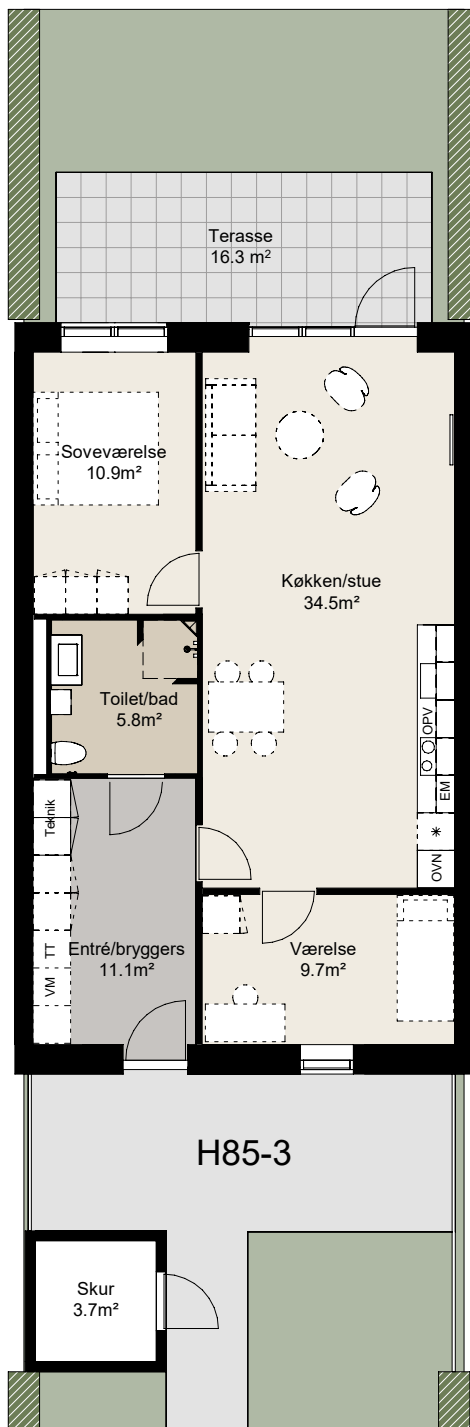 Terasse
16.3 m²
Soveværelse
10.9m²
Køkken/stue
34.5m²
Toilet/bad
5.8m²
OPV
EM
OVN
Teknik
TT
VM
Entré/bryggers
11.1m²
Værelse
9.7m²
H85-3
Skur
3.7m²